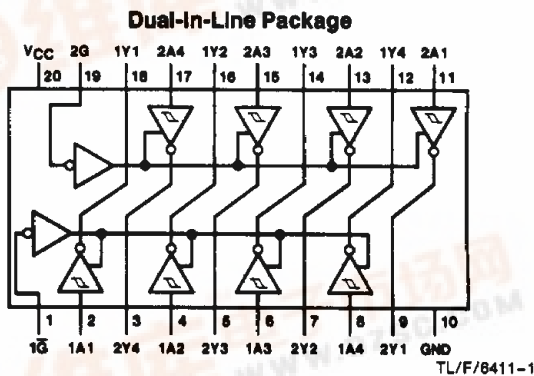 Dual-In-Line Package
VCC 2G 1Y1 2A4 1Y2 2A3 1Y3 2A2 1Y4 2A1
20 19 18 17 16 15 14 13 12 11
1 2 3 4 5 6 7 8 9 10
1G̅ 1A1 2Y4 1A2 2Y3 1A3 2Y2 1A4 2Y1 GND
TL/F/6411-1